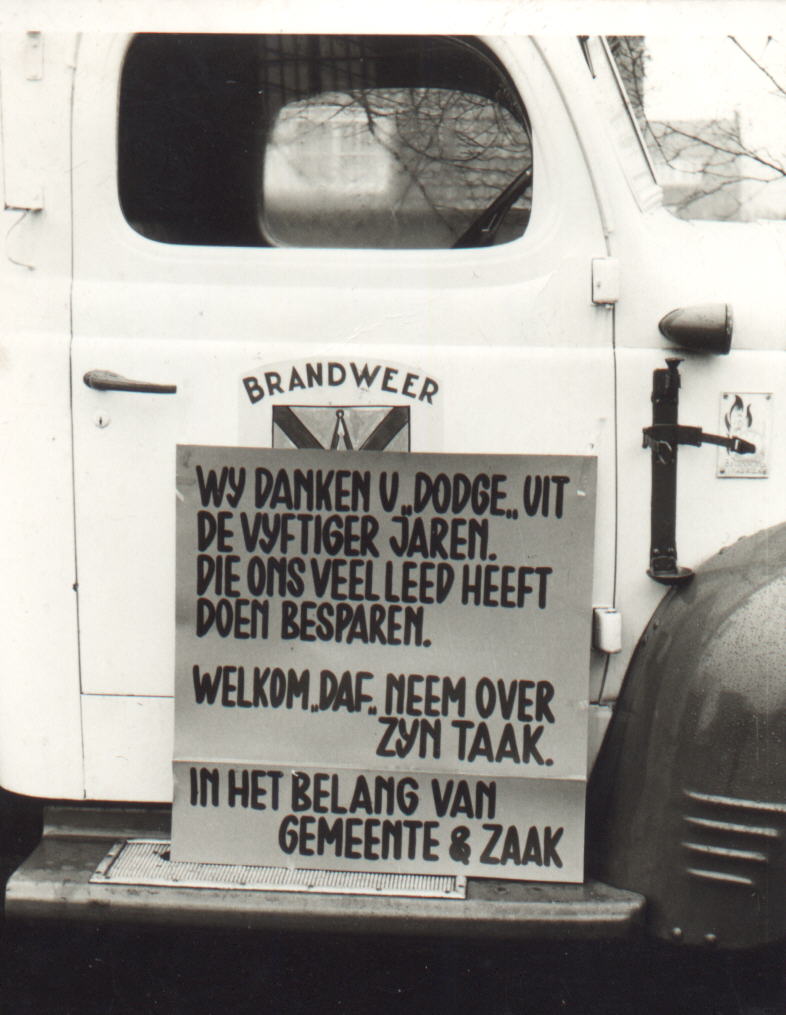 BRANDWEER
WY DANKEN U „DODGE„ UIT
DE VYFTIGER JAREN.
DIE ONS VEEL LEED HEEFT
DOEN BESPAREN.
WELKOM „DAF„ NEEM OVER
ZYN TAAK.
IN HET BELANG VAN
GEMEENTE & ZAAK